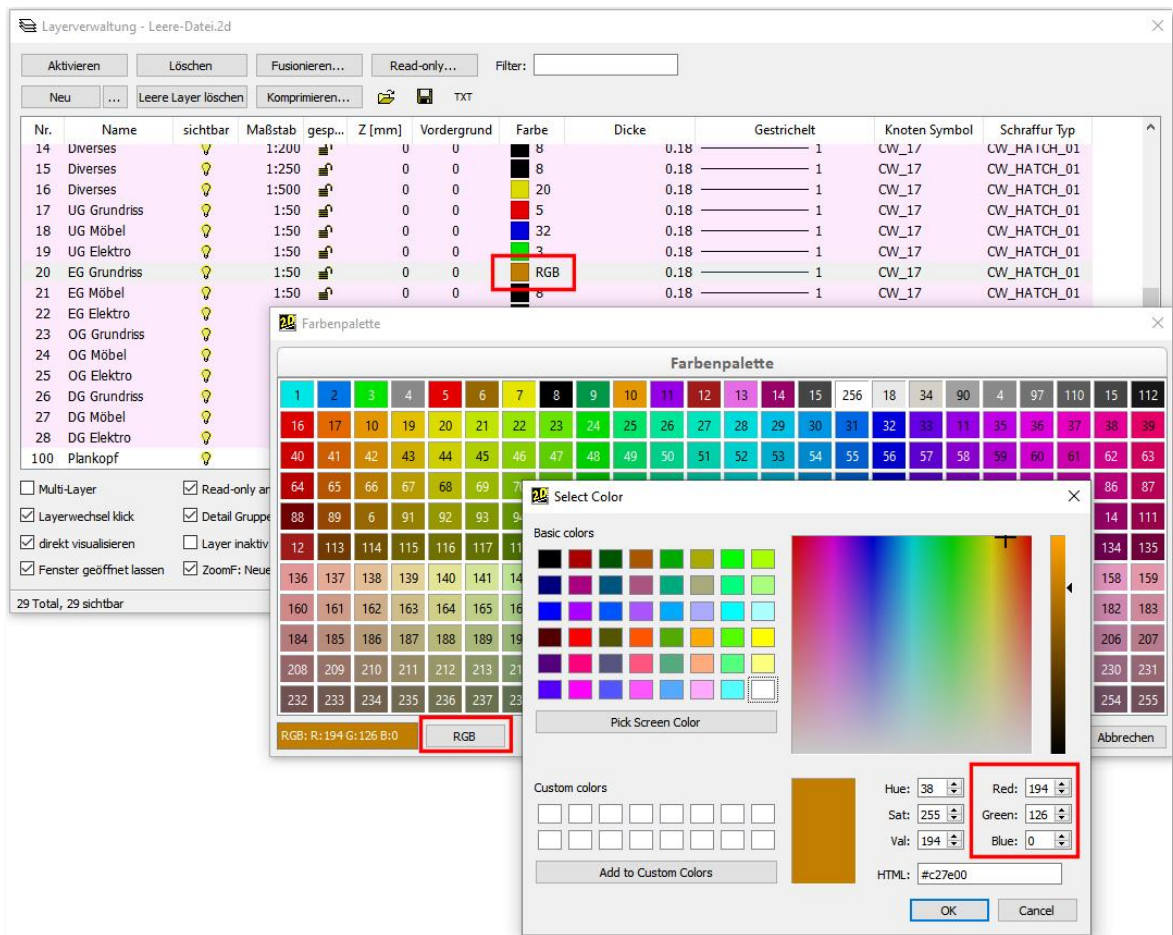 Layerverwaltung - Leere-Datei.2d
Aktivieren Löschen Fusionieren... Read-only... Filter:
Neu ... Leere Layer löschen Komprimieren... TXT
Nr. Name sichtbar Maßstab gesp... Z [mm] Vordergrund Farbe Dicke Gestrichelt Knoten Symbol Schraffur Typ
14 Diverses 1:200 0 0 8 0.18 1 CW_17 CW_HATCH_01
15 Diverses 1:250 0 0 8 0.18 1 CW_17 CW_HATCH_01
16 Diverses 1:500 0 0 20 0.18 1 CW_17 CW_HATCH_01
17 UG Grundriss 1:50 0 0 5 0.18 1 CW_17 CW_HATCH_01
18 UG Möbel 1:50 0 0 32 0.18 1 CW_17 CW_HATCH_01
19 UG Elektro 1:50 0 0 3 0.18 1 CW_17 CW_HATCH_01
20 EG Grundriss 1:50 0 0 RGB 0.18 1 CW_17 CW_HATCH_01
21 EG Möbel 1:50 0 0 8 0.18 1 CW_17 CW_HATCH_01
22 EG Elektro
23 OG Grundriss
24 OG Möbel
25 OG Elektro
26 DG Grundriss
27 DG Möbel
28 DG Elektro
100 Plankopf
Multi-Layer Read-only
Layerwechsel klick Detail Gruppe
direkt visualisieren Layer inaktiv
Fenster geöffnet lassen ZoomF: Neue
29 Total, 29 sichtbar
Farbenpalette
Farbenpalette
1 2 3 4 5 6 7 8 9 10 11 12 13 14 15 256 18 34 90 4 97 110 15 112
16 17 10 19 20 21 22 23 24 25 26 27 28 29 30 31 32 33 11 35 36 37 38 39
40 41 42 43 44 45 46 47 48 49 50 51 52 53 54 55 56 57 58 59 60 61 62 63
64 65 66 67 68 69 86 87
88 89 6 91 92 93 14 111
12 113 114 115 116 117 134 135
136 137 138 139 140 141 158 159
160 161 162 163 164 165 182 183
184 185 186 187 188 189 206 207
208 209 210 211 212 213 230 231
232 233 234 235 236 237 254 255
RGB: R:194 G:126 B:0 RGB Abbrechen
Select Color
Basic colors
Pick Screen Color
Custom colors
Add to Custom Colors
Hue: 38 Red: 194
Sat: 255 Green: 126
Val: 194 Blue: 0
HTML: #c27e00
OK Cancel